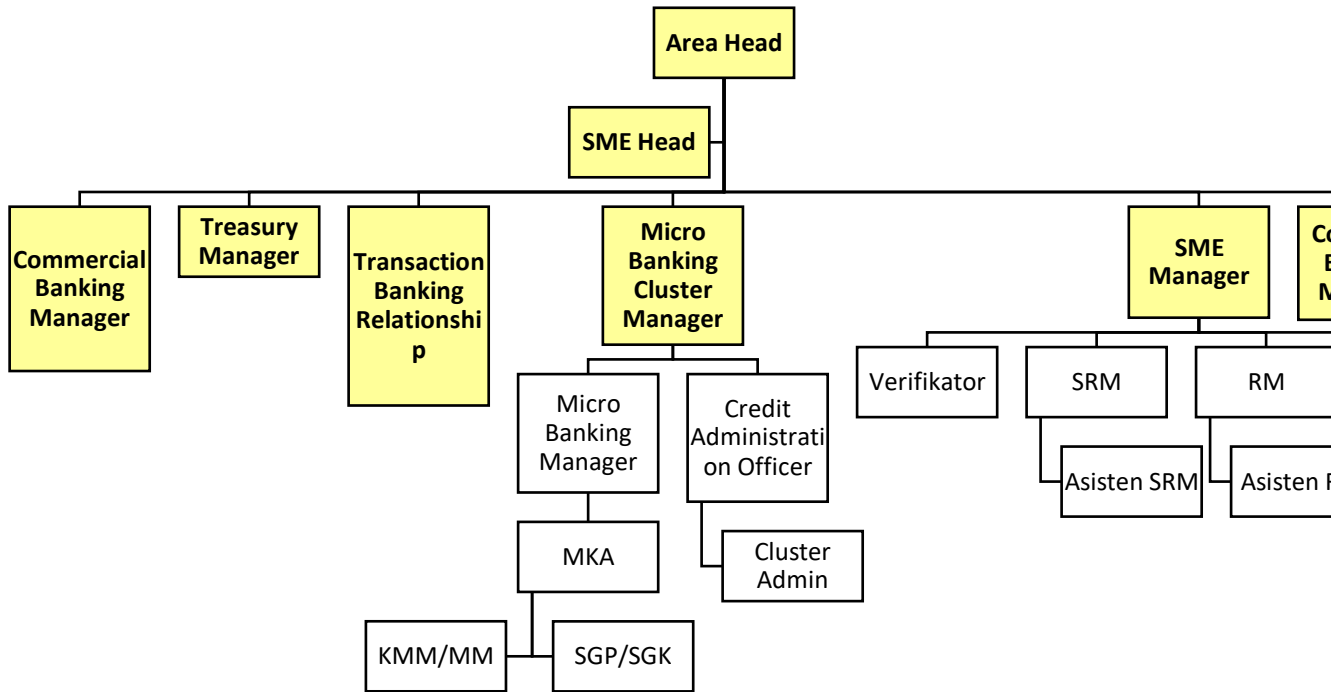 Area Head
SME Head
Commercial
Banking
Manager
Treasury
Manager
Transaction
Banking
Relationshi
p
Micro
Banking
Cluster
Manager
SME
Manager
Micro
Banking
Manager
Credit
Administrati
on Officer
Verifikator
SRM
RM
Asisten SRM
Asisten
MKA
Cluster
Admin
KMM/MM
SGP/SGK